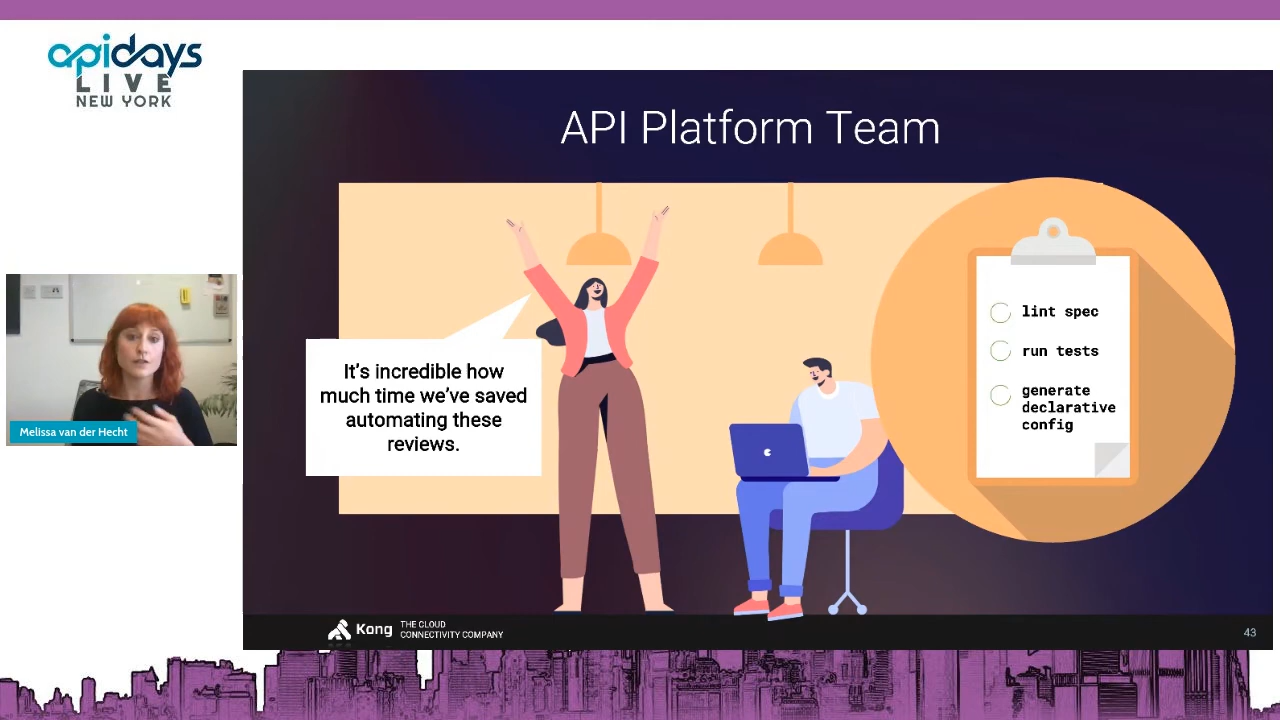 apidays
LIVE
NEW YORK
API Platform Team
It's incredible how
much time we've saved
automating these
reviews.
lint spec
run tests
generate
declarative
config
Melissa van der Hecht
Kong
THE CLOUD
CONNECTIVITY COMPANY
43